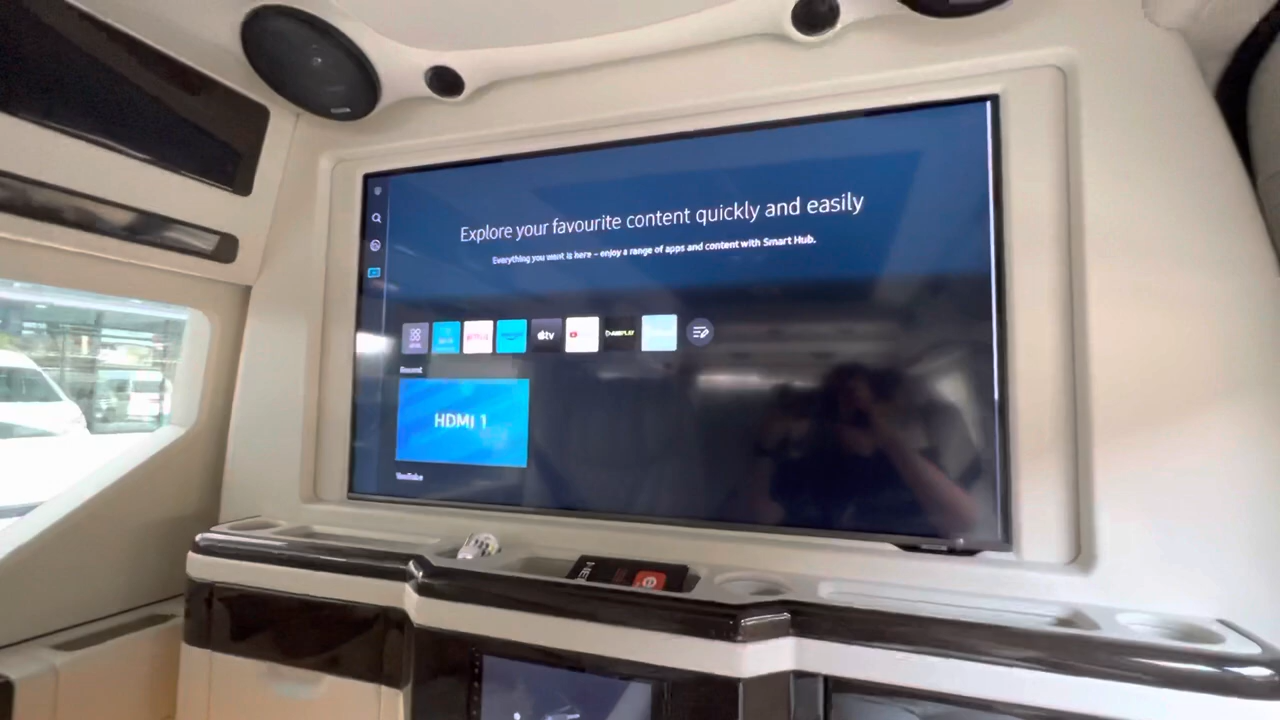 Explore your favourite content quickly and easily
Everything you want is here – enjoy a range of apps and content with Smart Hub.
tv
Recent
HDMI 1
YouTube